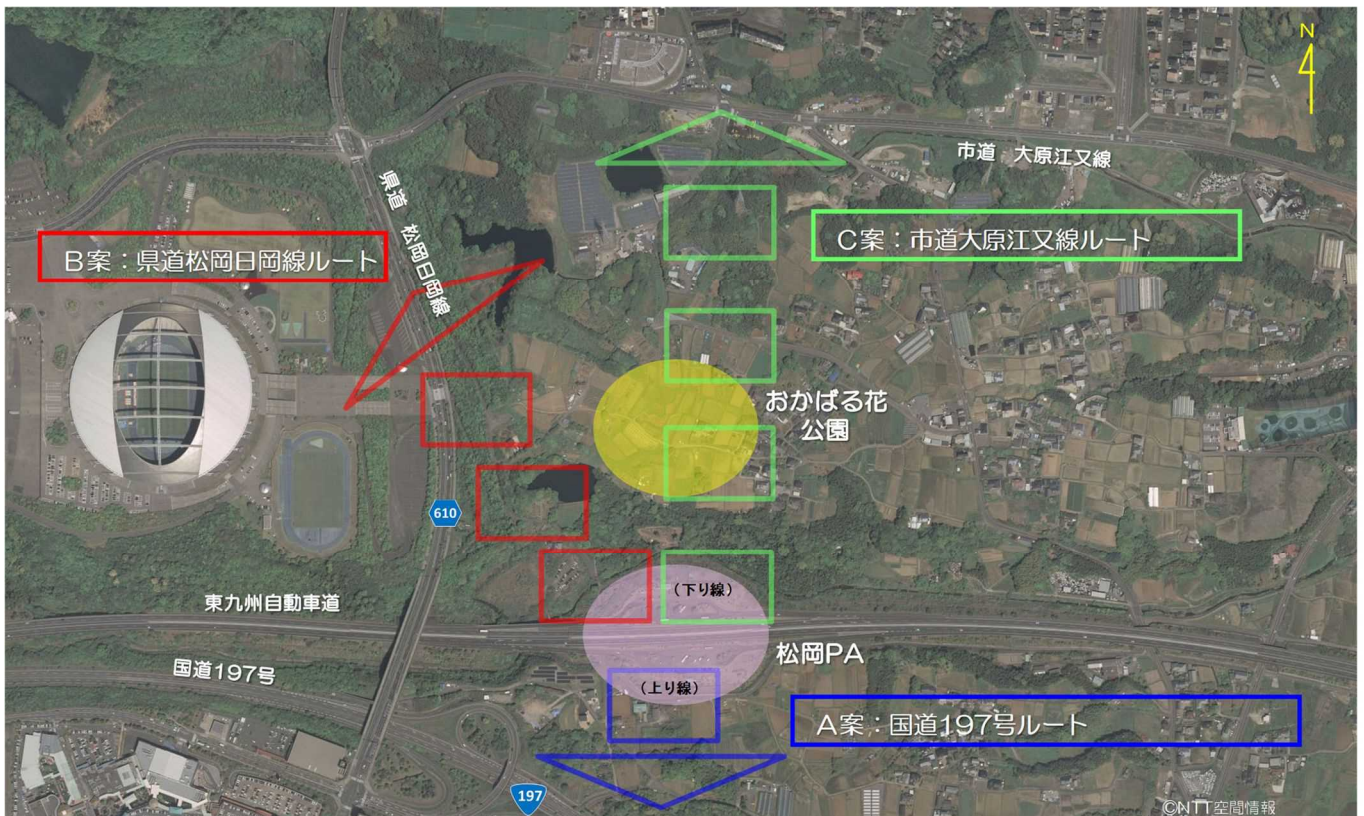 N
市道 大原江又線
県道 松岡日岡線
B案：県道松岡日岡線ルート
C案：市道大原江又線ルート
おかばる花
公園
610
(下り線)
東九州自動車道
松岡PA
国道197号
(上り線)
A案：国道197号ルート
197
©NTT空間情報